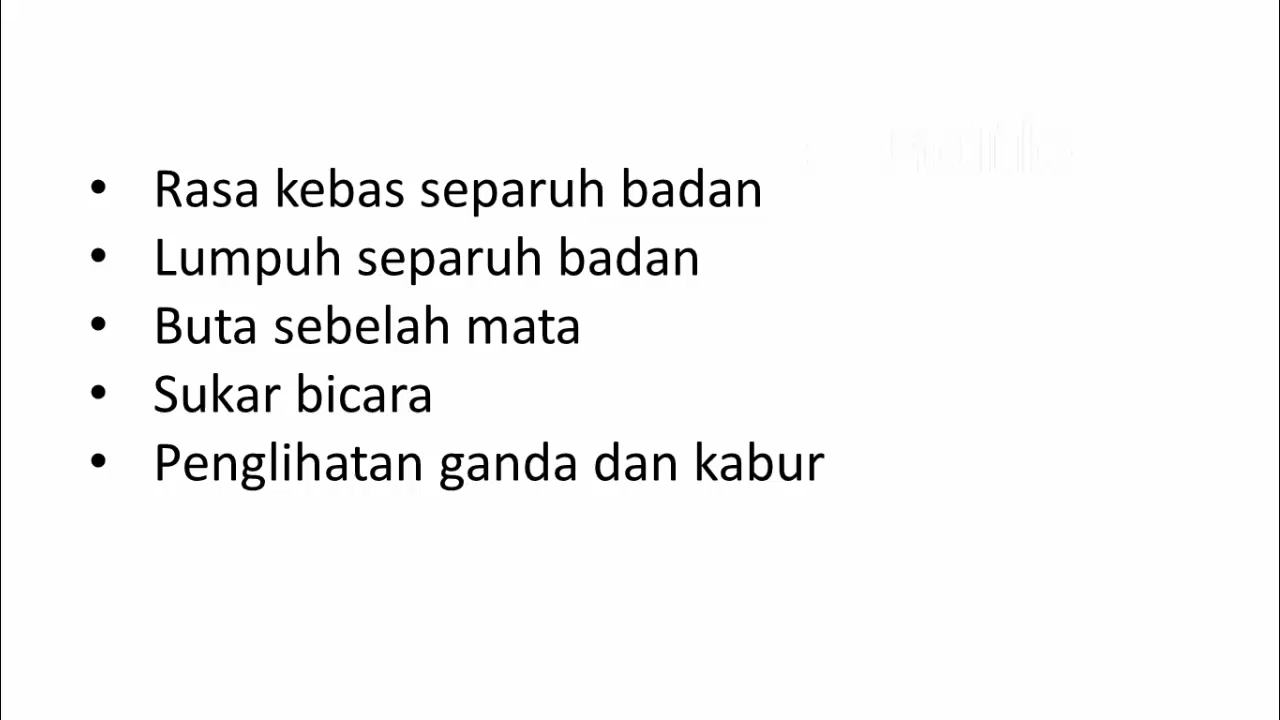 • Rasa kebas separuh badan
• Lumpuh separuh badan
• Buta sebelah mata
• Sukar bicara
• Penglihatan ganda dan kabur